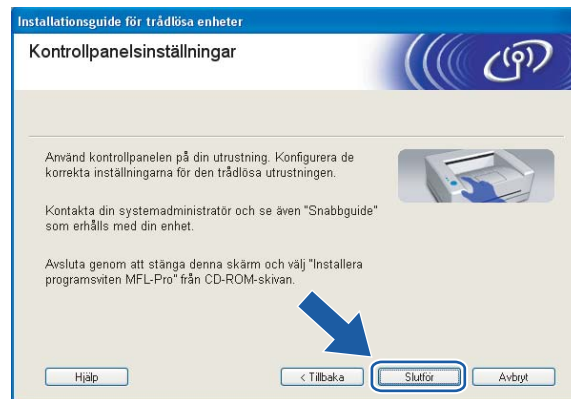 Installationsguide för trådlösa enheter
Kontrollpanelsinställningar
Använd kontrollpanelen på din utrustning. Konfigurera de
korrekta inställningarna för den trådlösa utrustningen.
Kontakta din systemadministratör och se även "Snabbguide"
som erhålls med din enhet.
Avsluta genom att stänga denna skärm och välj "Installera
programsviten MFL-Pro" från CD-ROM-skivan.
Hjälp
< Tillbaka
Slutför
Avbryt